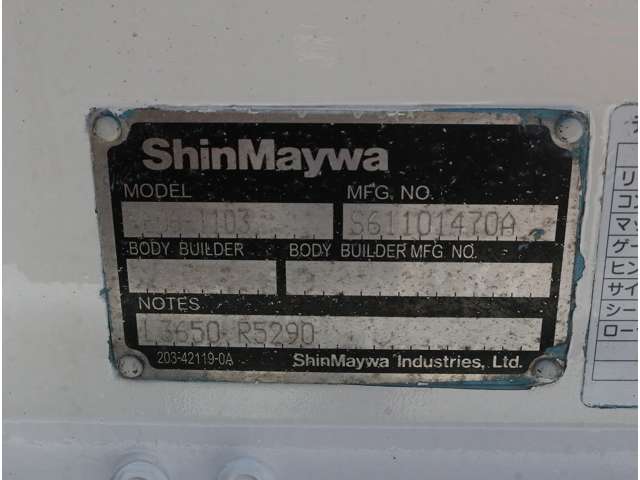 ShinMaywa
MODEL MFG. NO.
S61101470A
BODY BUILDER BODY BUILDER MFG. NO.
NOTES
L3650 R5290
203-42119-0A ShinMaywa Industries, Ltd.